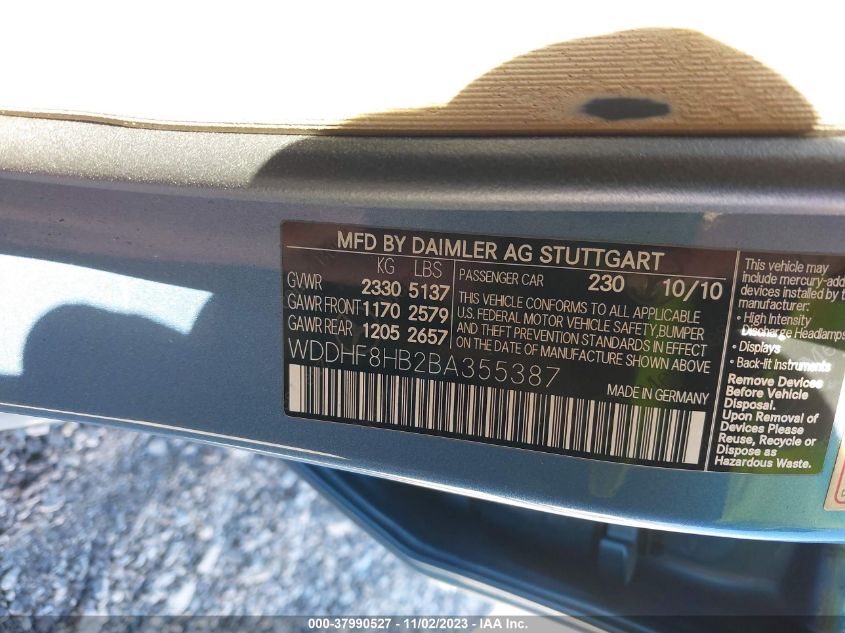 MFD BY DAIMLER AG STUTTGART
KG LBS
GVWR 2330 5137
GAWR FRONT 1170 2579
GAWR REAR 1205 2657
PASSENGER CAR 230 10/10
THIS VEHICLE CONFORMS TO ALL APPLICABLE
U.S. FEDERAL MOTOR VEHICLE SAFETY, BUMPER
AND THEFT PREVENTION STANDARDS IN EFFECT
ON THE DATE OF MANUFACTURE SHOWN ABOVE
WDDHF8HB2BA355387
MADE IN GERMANY
This vehicle may
include mercury-add
devices installed by t
manufacturer:
• High Intensity
Discharge Headlamps
• Displays
• Back-lit Instruments
Remove Devices
Before Vehicle
Disposal.
Upon Removal of
Devices Please
Reuse, Recycle or
Dispose as
Hazardous Waste.
000-37990527 - 11/02/2023 - IAA Inc.